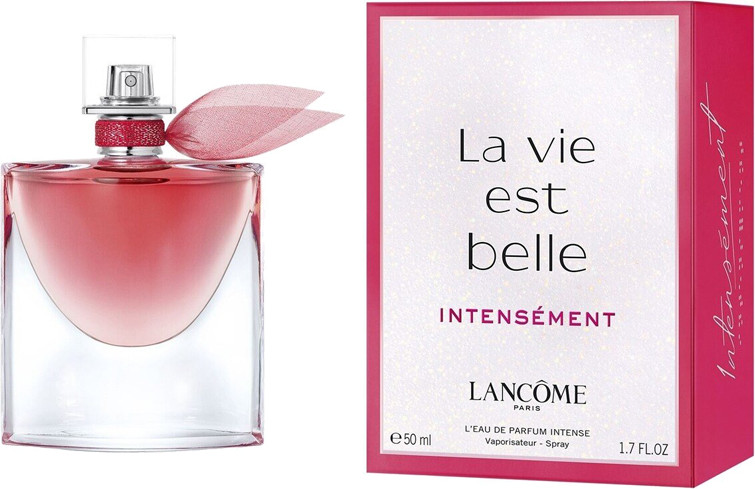 La vie
est
belle
INTENSÉMENT
LANCÔME
PARIS
L'EAU DE PARFUM INTENSE
Vaporisateur - Spray
e 50 ml
1.7 FL.OZ
Intensément